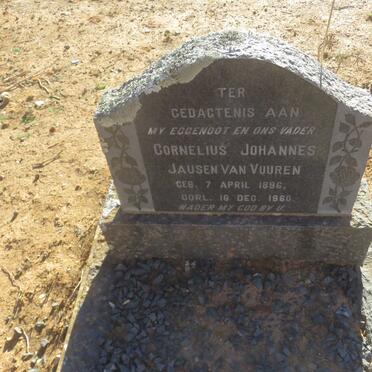 TER
GEDAGTENIS AAN
MY EGGENOOT EN ONS VADER
CORNELIUS JOHANNES
JAUSEN VAN VUUREN
GEB. 7 APRIL 1896,
OORL. 16 DEC. 1960.
NADER MY GOD BY U.